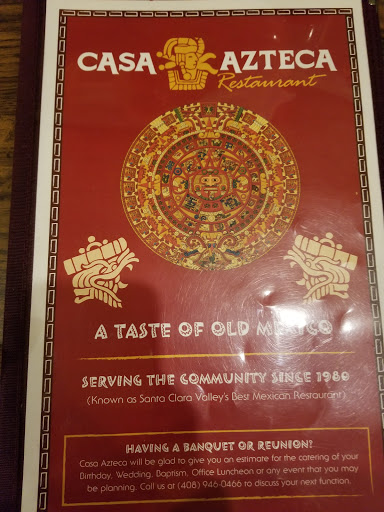 CASA AZTECA
Restaurant
A TASTE OF OLD MEXICO
SERVING THE COMMUNITY SINCE 1980
(Known as Santa Clara Valley's Best Mexican Restaurant)
HAVING A BANQUET OR REUNION?
Casa Azteca will be glad to give you an estimate for the catering of your
Birthday, Wedding, Baptism, Office Luncheon or any event that you may
be planning. Call us at (408) 946-0466 to discuss your next function.